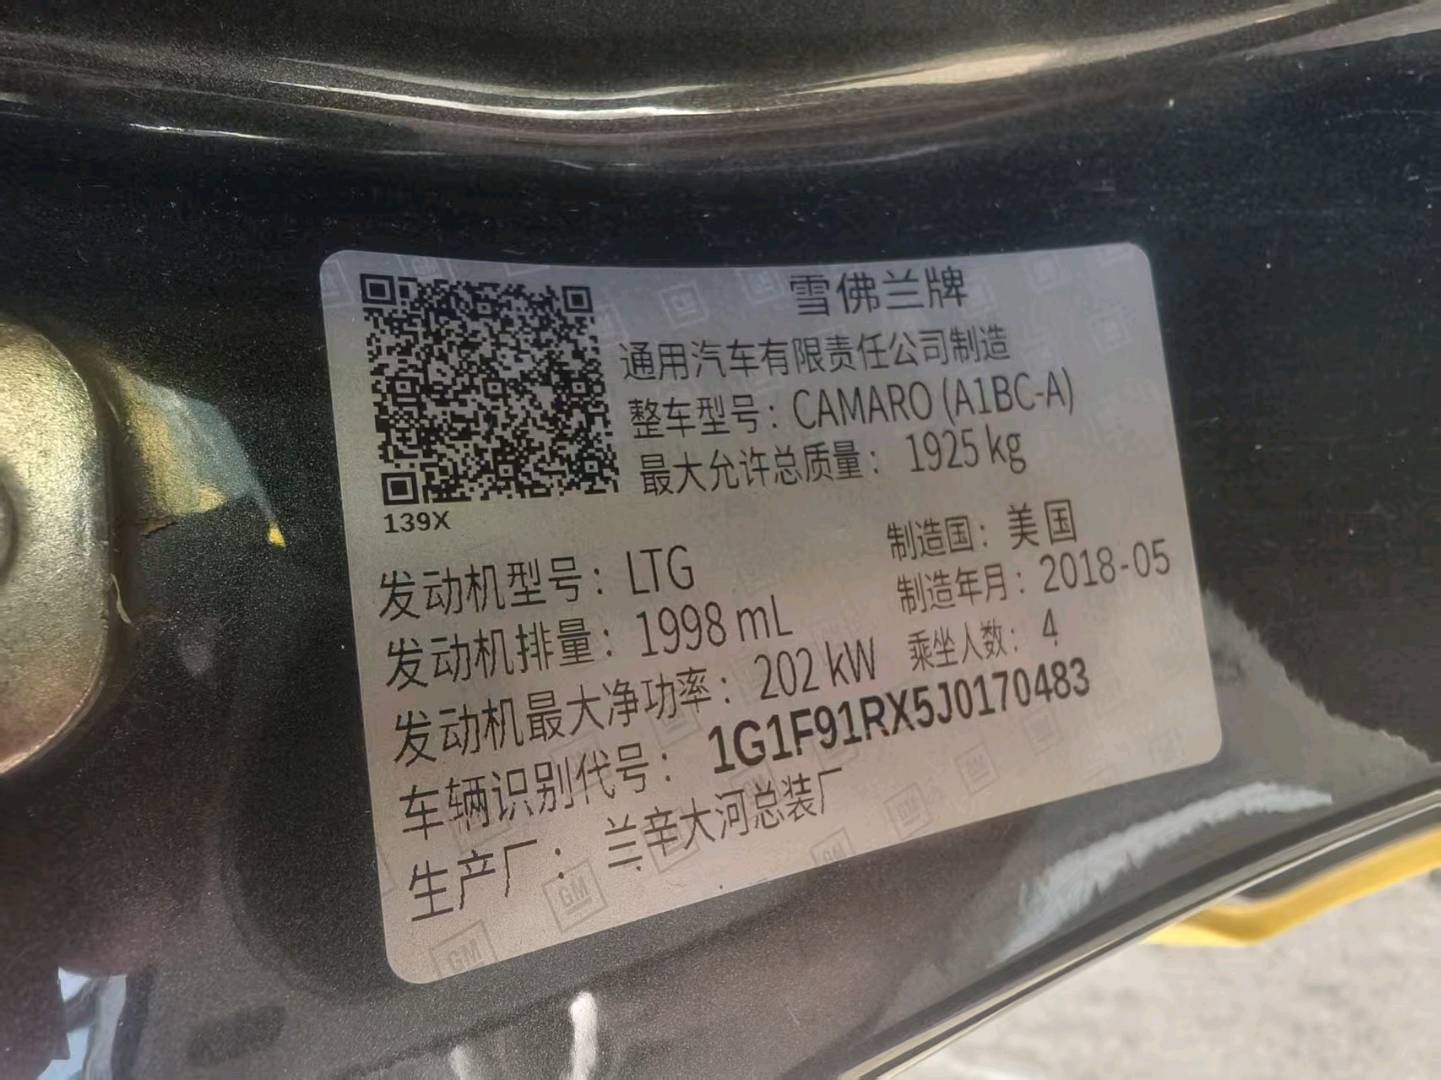 雪佛兰牌
通用汽车有限责任公司制造
整车型号：CAMARO (A1BC-A)
最大允许总质量：1925 kg
139X
制造国：美国
发动机型号：LTG
制造年月：2018-05
发动机排量：1998 mL
乘坐人数：4
发动机最大净功率：202 kW
车辆识别代号：1G1F91RX5J0170483
生产厂：兰辛大河总装厂
GM
GM